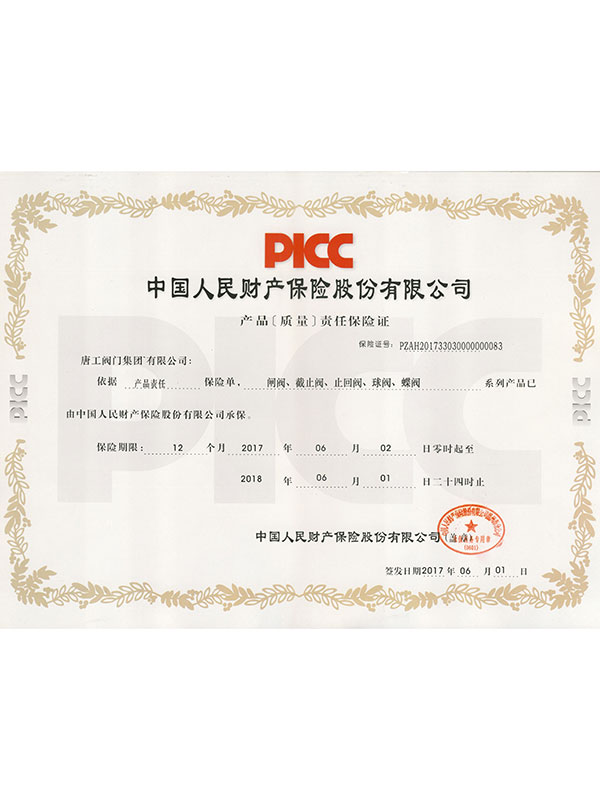 PICC
中国人民财产保险股份有限公司
产品〔质量〕责任保险证
保险证号: PZAH201733030000000083
唐工阀门集团有限公司:
依据 产品责任 保险单, 闸阀、截止阀、止回阀、球阀、蝶阀 系列产品已
由中国人民财产保险股份有限公司承保。
保险期限: 12 个月 2017 年 06 月 02 日零时起至
2018 年 06 月 01 日二十四时止
中国人民财产保险股份有限公司(盖章)
签发日期2017 年 06 月 01 日
PICC
PICC
PICC